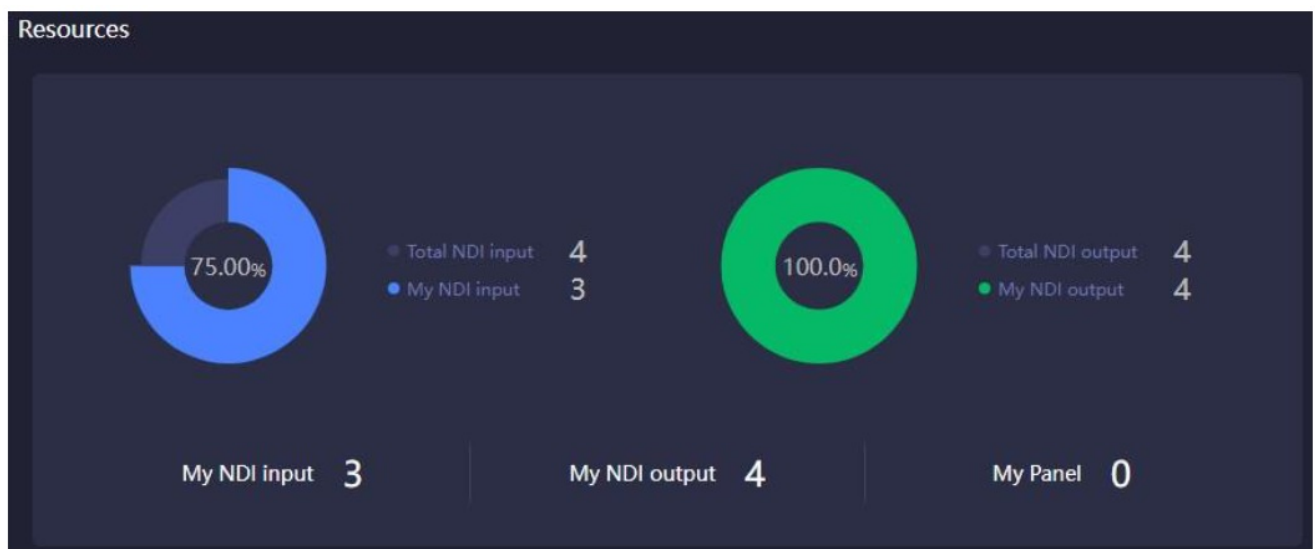 Resources
75.00%
Total NDI input 4
My NDI input 3
100.0%
Total NDI output 4
My NDI output 4
My NDI input 3
My NDI output 4
My Panel 0